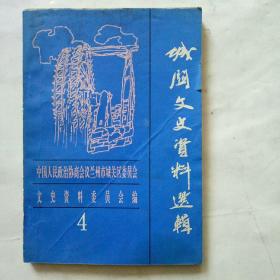 城关文史資料選輯
中国人民政治协商会议兰州市城关区委员会
文史资料委员会编
4